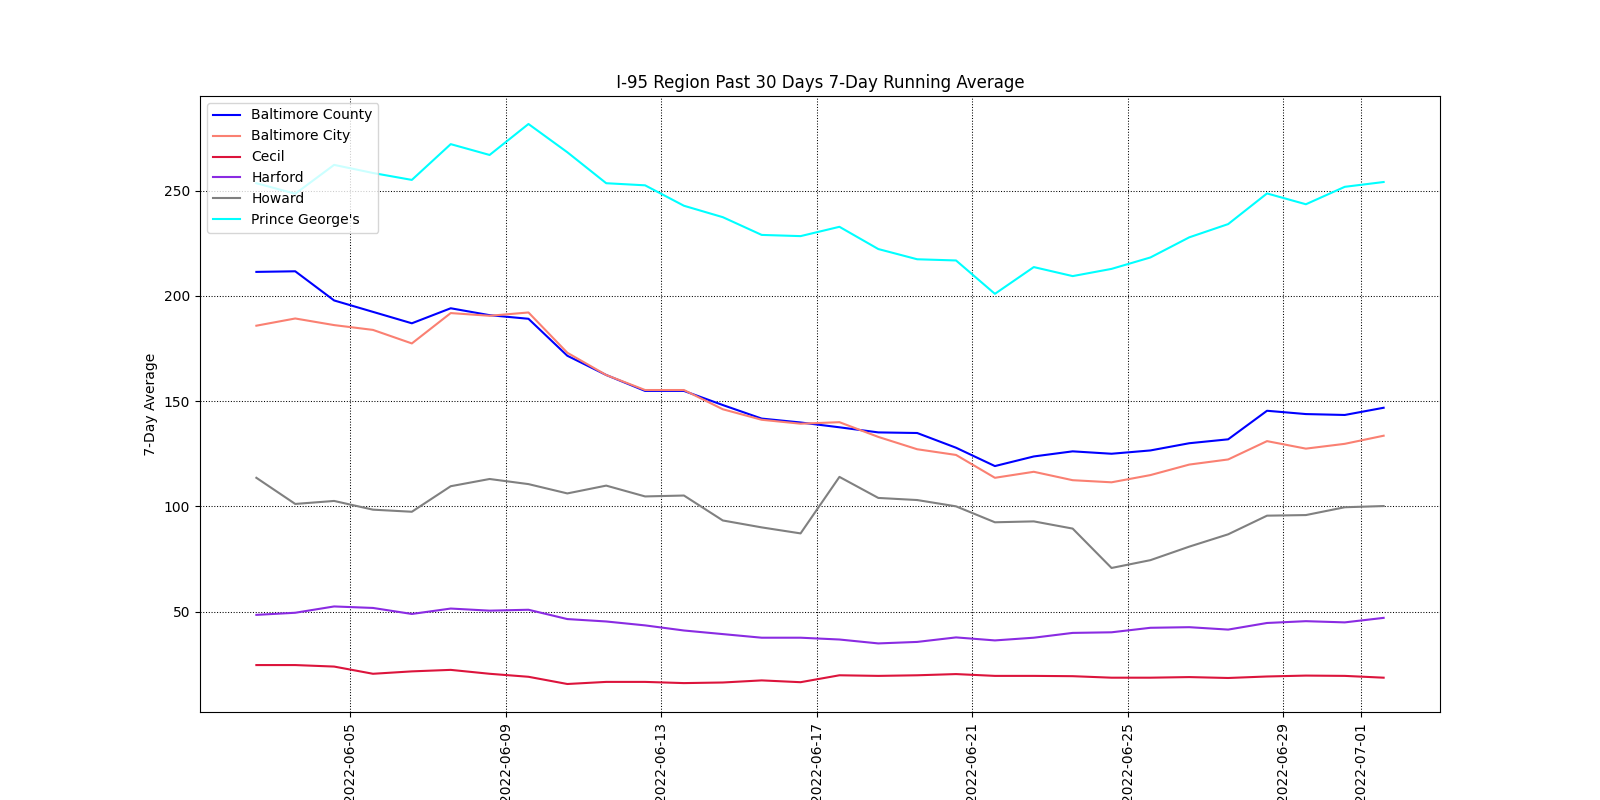 I-95 Region Past 30 Days 7-Day Running Average
Baltimore County
Baltimore City
Cecil
Harford
Howard
Prince George's
250
200
150
100
50
7-Day Average
2022-06-05
2022-06-09
2022-06-13
2022-06-17
2022-06-21
2022-06-25
2022-06-29
2022-07-01